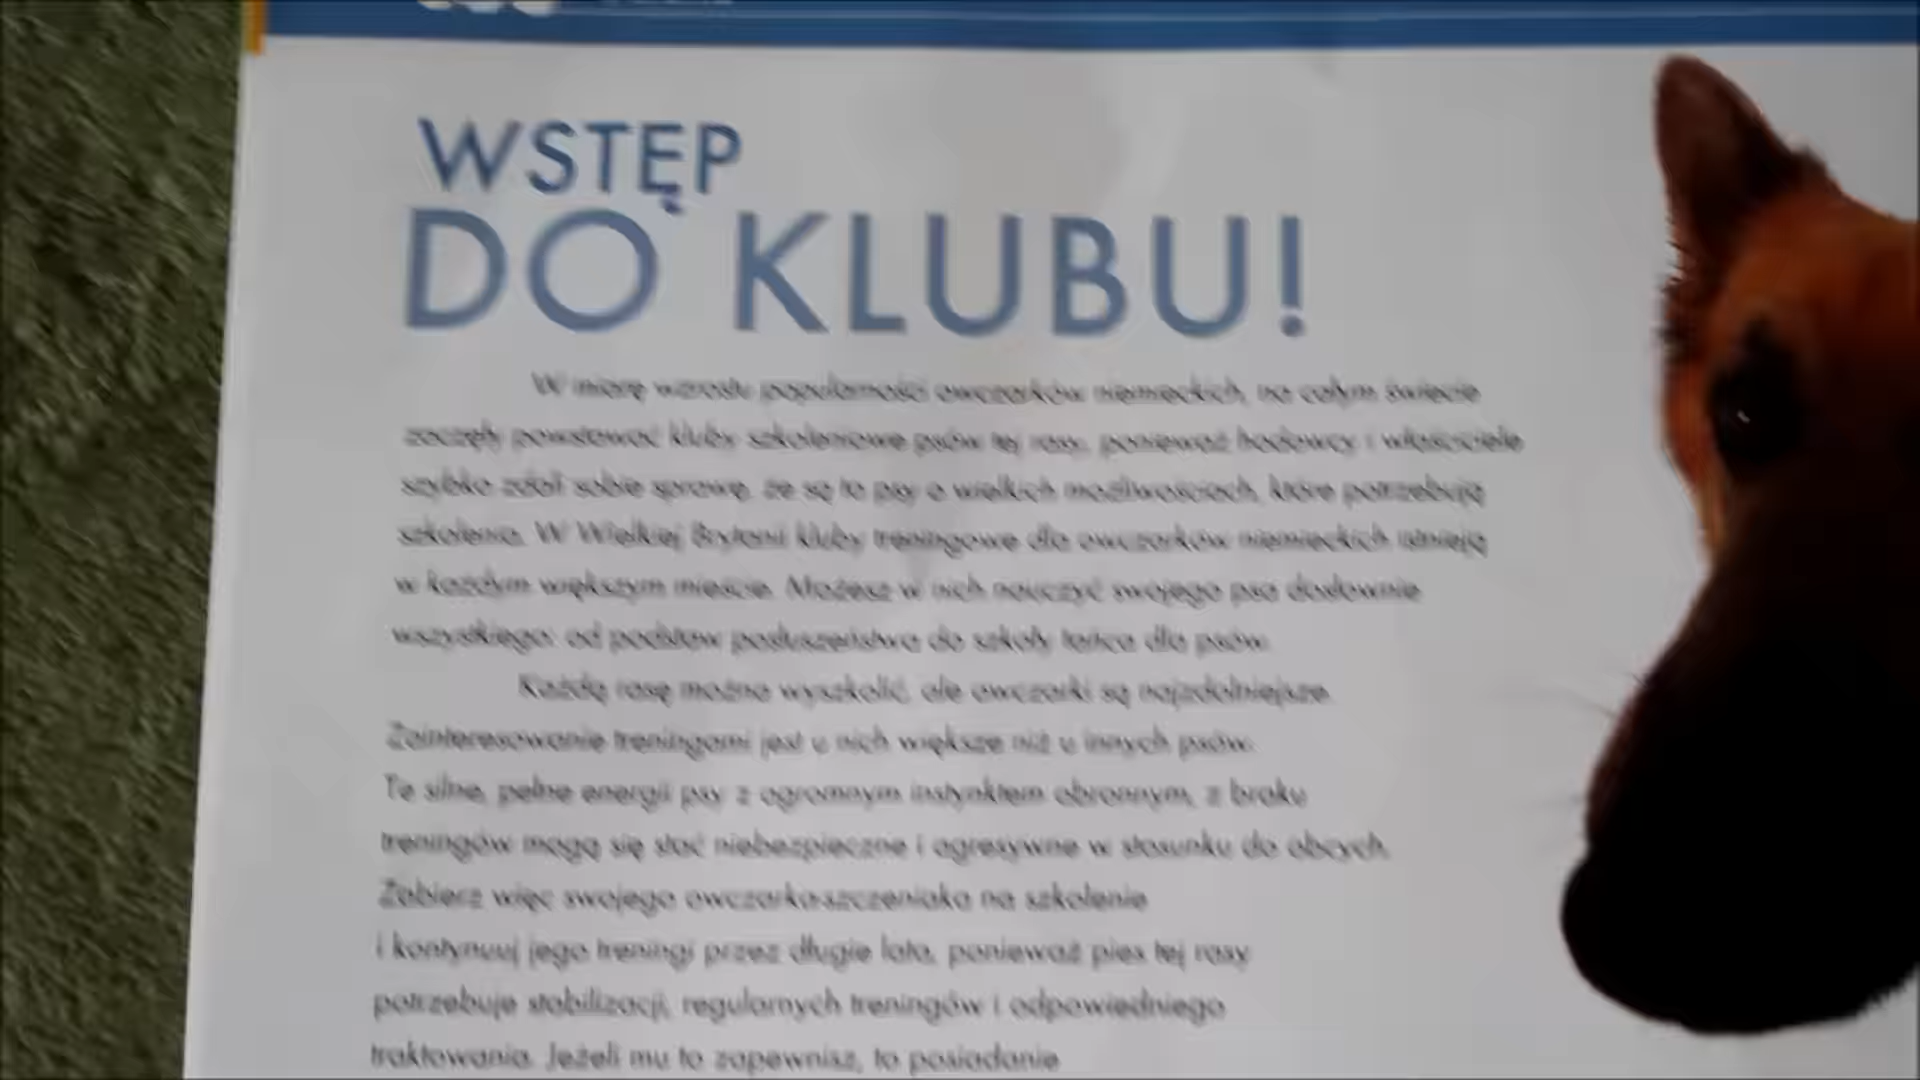 WSTĘP
DO KLUBU!
W miarę wzrostu popularności owczarków niemieckich, na całym świecie
zaczęły powstawać kluby szkoleniowe psów tej rasy, ponieważ hodowcy i właściciele
szybko zdali sobie sprawę, że są to psy o wielkich możliwościach, które potrzebują
szkolenia. W Wielkiej Brytanii kluby treningowe dla owczarków niemieckich istnieją
w każdym większym mieście. Możesz w nich nauczyć swojego psa dosłownie
wszystkiego: od podstaw posłuszeństwa do szkoły tańca dla psów.
Każdą rasę można wyszkolić, ale owczarki są najzdolniejsze.
Zainteresowanie treningami jest u nich większe niż u innych psów.
Te silne, pełne energii psy z ogromnym instynktem obronnym, z braku
treningów mogą się stać niebezpieczne i agresywne w stosunku do obcych.
Zabierz więc swojego owczarka-szczeniaka na szkolenie
i kontynuuj jego treningi przez długie lata, ponieważ pies tej rasy
potrzebuje stabilizacji, regularnych treningów i odpowiedniego
traktowania. Jeżeli mu to zapewnisz, to posiadanie